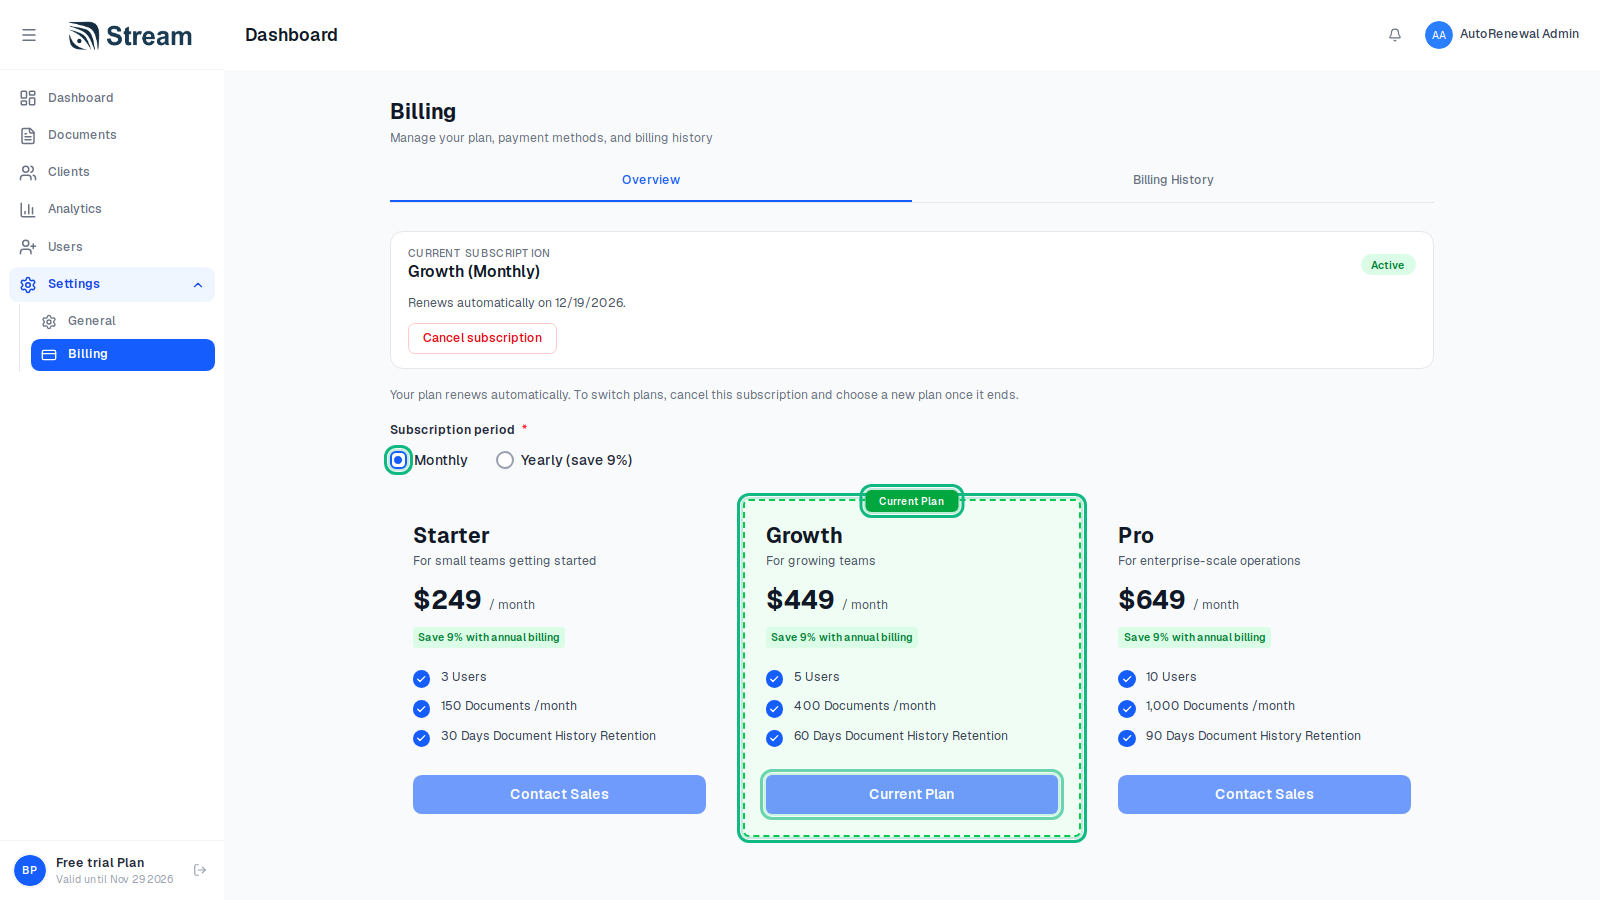 Stream
Dashboard
AA
AutoRenewal Admin
Dashboard
Documents
Clients
Analytics
Users
Settings
General
Billing
Billing
Manage your plan, payment methods, and billing history
Overview
Billing History
CURRENT SUBSCRIPTION
Growth (Monthly)
Active
Renews automatically on 12/19/2026.
Cancel subscription
Your plan renews automatically. To switch plans, cancel this subscription and choose a new plan once it ends.
Subscription period *
Monthly
Yearly (save 9%)
Starter
For small teams getting started
$249 / month
Save 9% with annual billing
3 Users
150 Documents /month
30 Days Document History Retention
Contact Sales
Current Plan
Growth
For growing teams
$449 / month
Save 9% with annual billing
5 Users
400 Documents /month
60 Days Document History Retention
Current Plan
Pro
For enterprise-scale operations
$649 / month
Save 9% with annual billing
10 Users
1,000 Documents /month
90 Days Document History Retention
Contact Sales
BP
Free trial Plan
Valid until Nov 29 2026